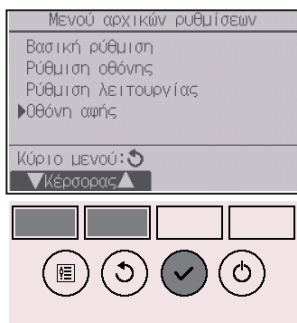 Μενού αρχικών ρυθμίσεων
Βασική ρύθμιση
Ρύθμιση οθόνης
Ρύθμιση λειτουργίας
▶Οθόνη αφής
Κύριο μενού:
▼Κέρσορας▲